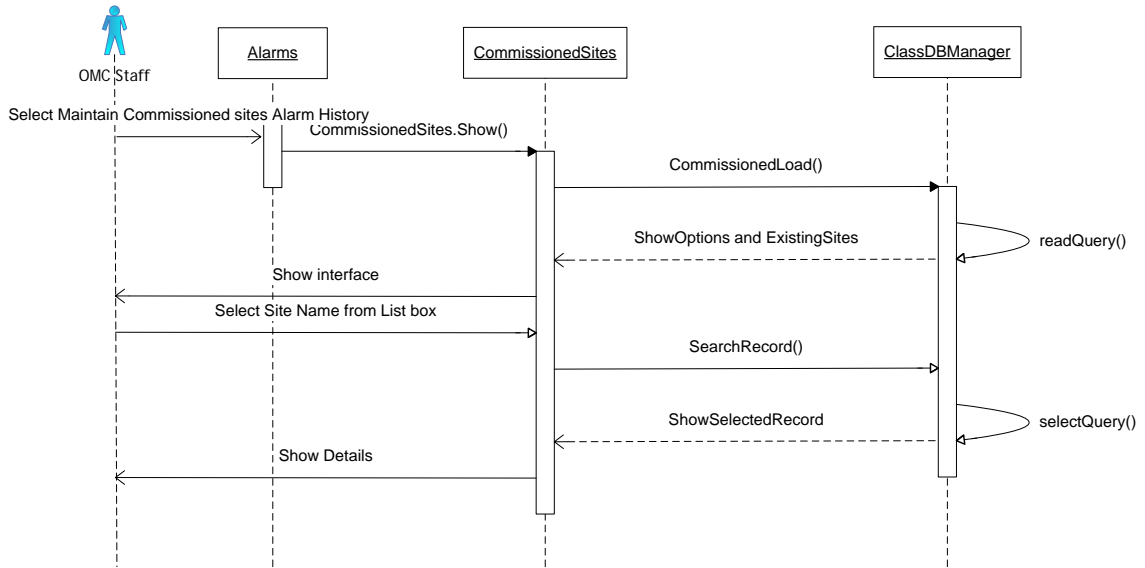 Alarms
CommissionedSites
ClassDBManager
OMC Staff
Select Maintain Commissioned sites Alarm History
CommissionedSites.Show()
CommissionedLoad()
ShowOptions and ExistingSites
readQuery()
Show interface
Select Site Name from List box
SearchRecord()
ShowSelectedRecord
selectQuery()
Show Details